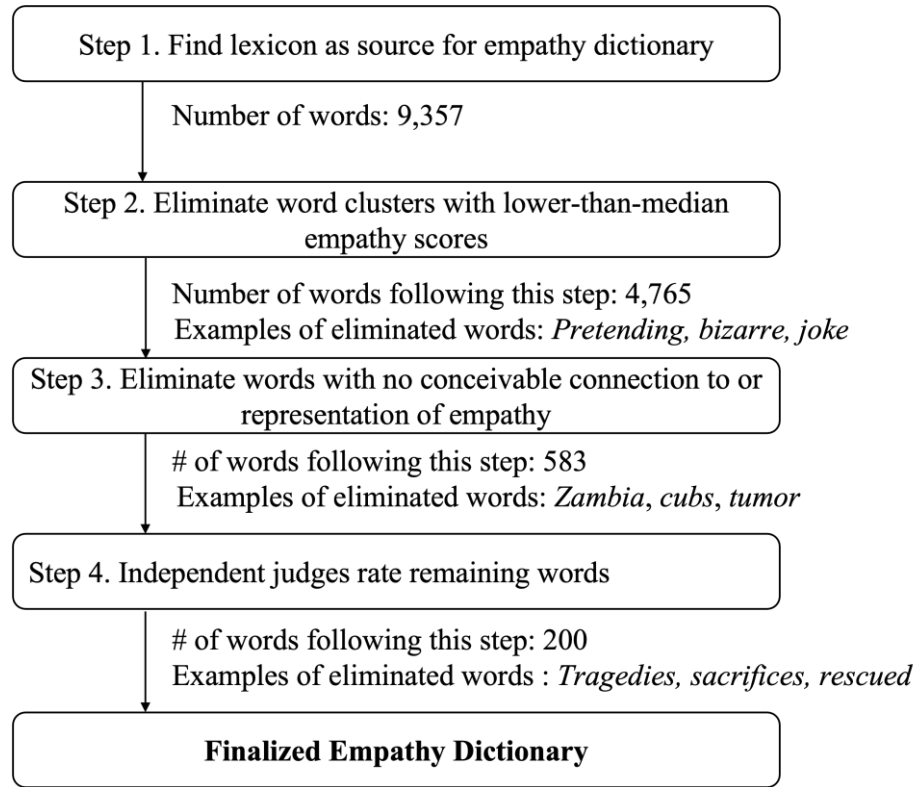 Step 1. Find lexicon as source for empathy dictionary
Number of words: 9,357
Step 2. Eliminate word clusters with lower-than-median
empathy scores
Number of words following this step: 4,765
Examples of eliminated words: Pretending, bizarre, joke
Step 3. Eliminate words with no conceivable connection to or
representation of empathy
# of words following this step: 583
Examples of eliminated words: Zambia, cubs, tumor
Step 4. Independent judges rate remaining words
# of words following this step: 200
Examples of eliminated words : Tragedies, sacrifices, rescued
Finalized Empathy Dictionary